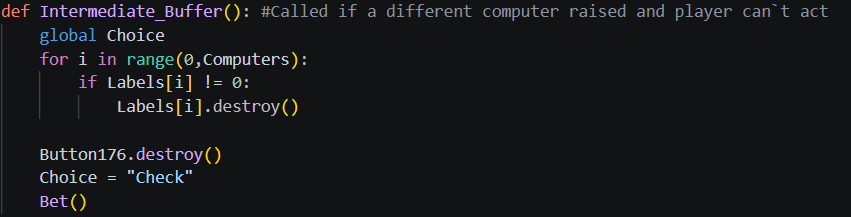 def Intermediate_Buffer(): #Called if a different computer raised and player can`t act
    global Choice
    for i in range(0,Computers):
        if Labels[i] != 0:
            Labels[i].destroy()

    Button176.destroy()
    Choice = "Check"
    Bet()